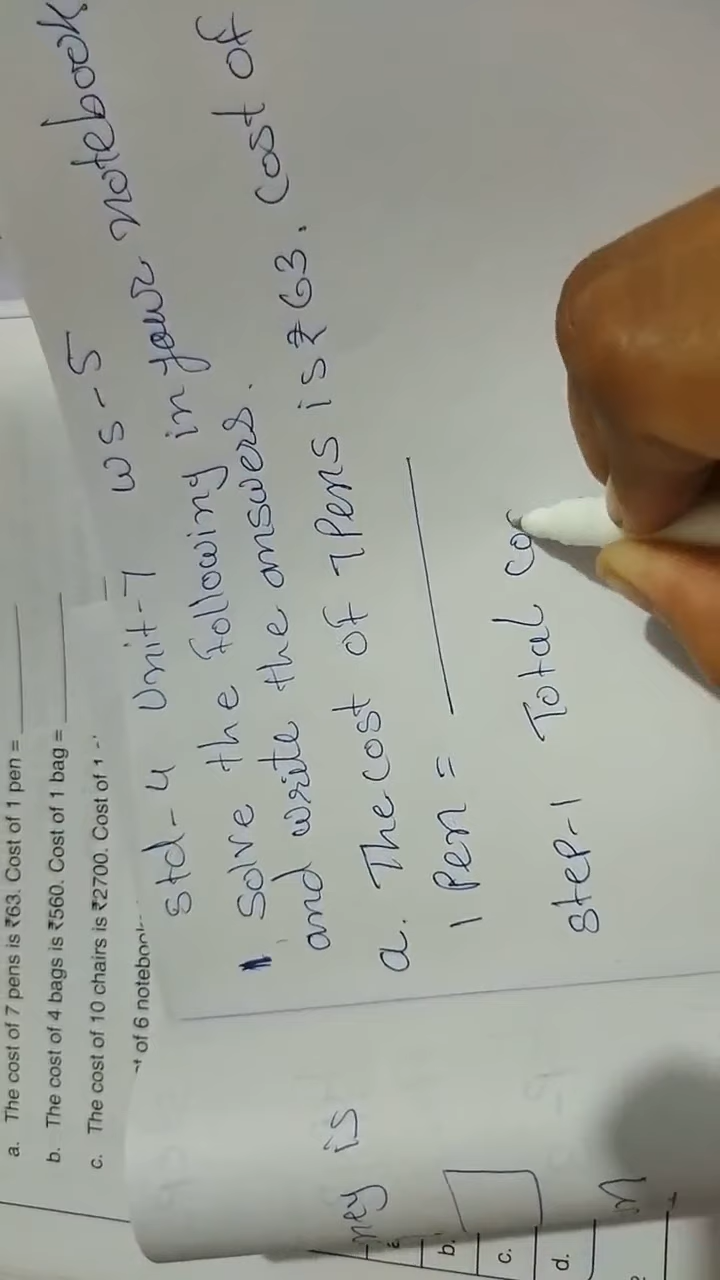 a. The cost of 7 pens is ₹63. Cost of 1 pen =
b. The cost of 4 bags is ₹560. Cost of 1 bag =
c. The cost of 10 chairs is ₹2700. Cost of 1
of 6 notebook
std-4 Unit-7 WS-5
1. Solve the following in your notebook
and write the answers.
a. The cost of 7 Pens is ₹63. Cost of
1 Pen =
Step-1 Total co
ney is
b.
c.
d.